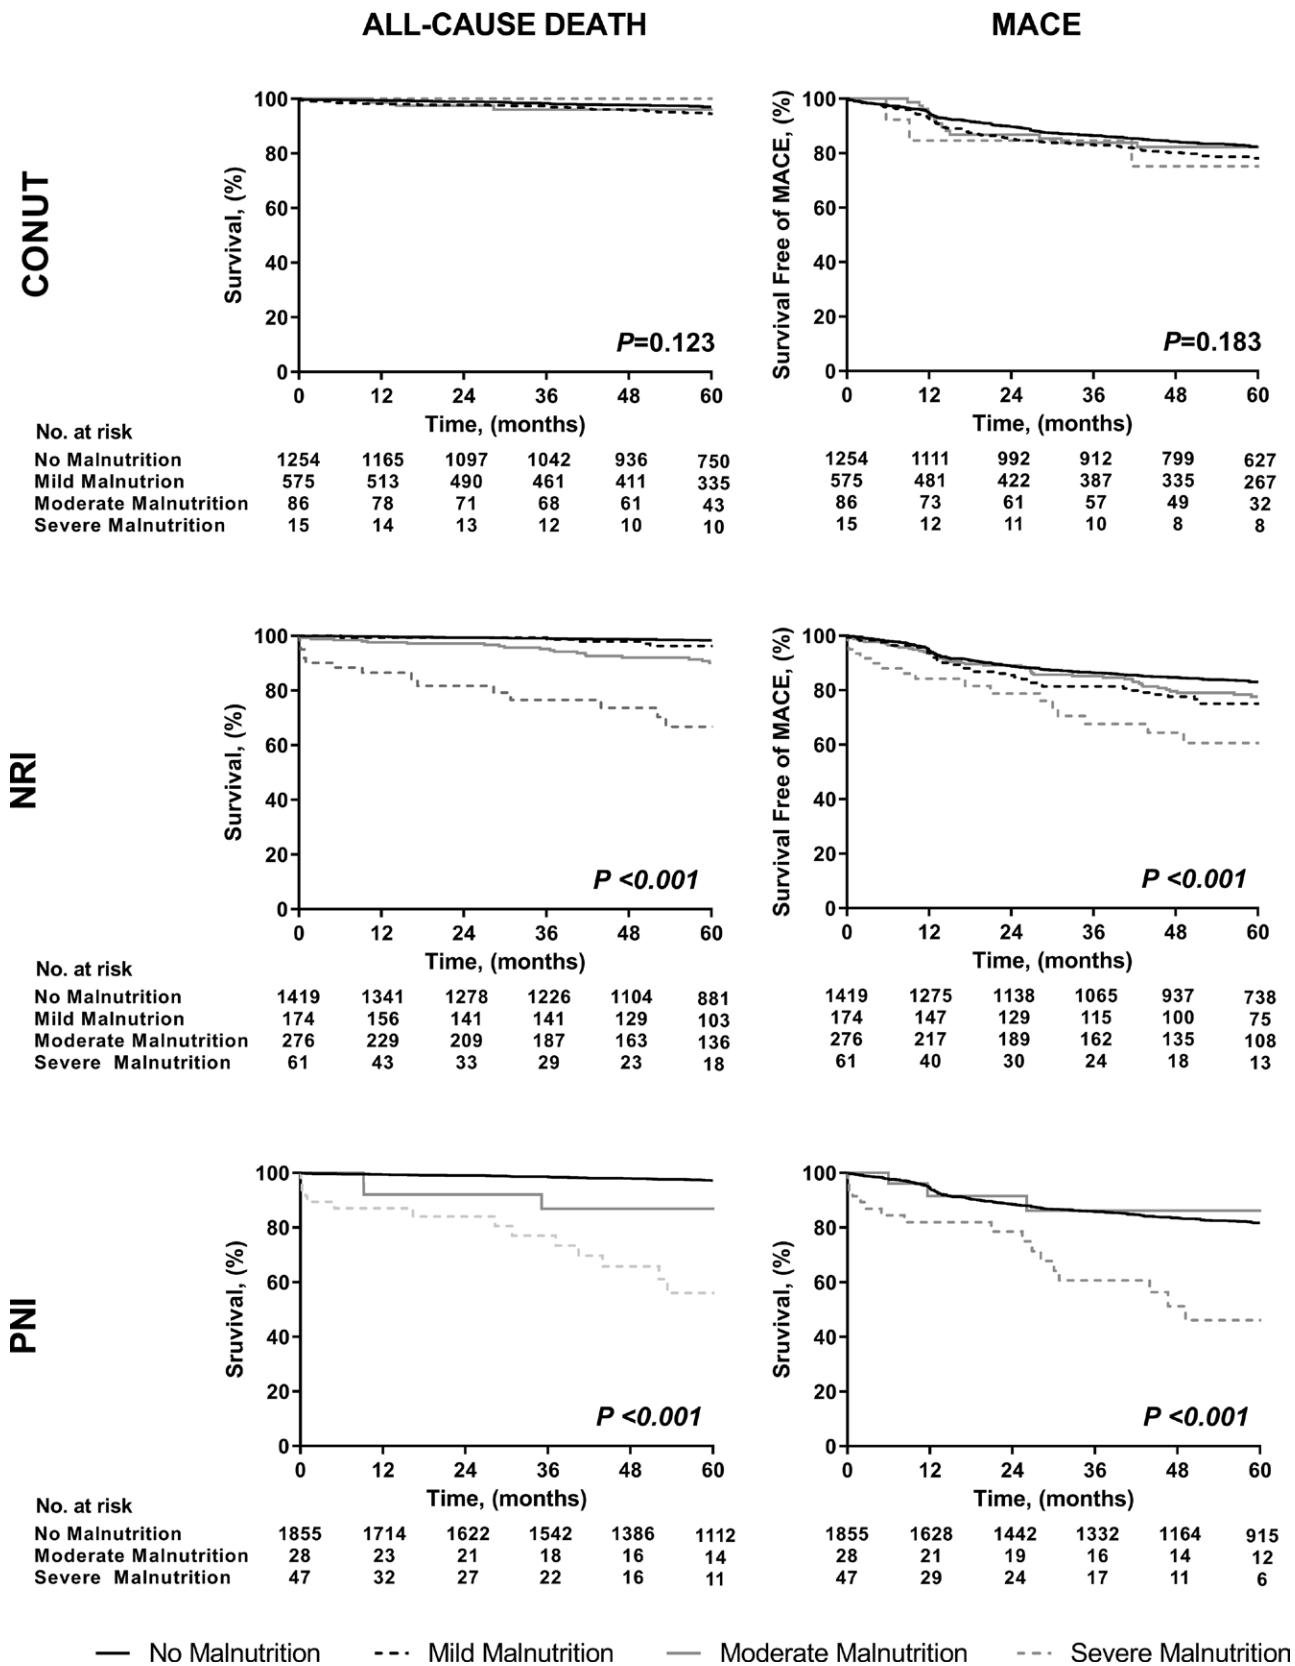 ALL-CAUSE DEATH MACE
CONUT
Survival, (%)
100
80
60
40
20
0
P=0.123
0 12 24 36 48 60
Time, (months)
Survival Free of MACE, (%)
100
80
60
40
20
0
P=0.183
0 12 24 36 48 60
Time, (months)
No. at risk
No Malnutrition 1254 1165 1097 1042 936 750 1254 1111 992 912 799 627
Mild Malnutrion 575 513 490 461 411 335 575 481 422 387 335 267
Moderate Malnutrition 86 78 71 68 61 43 86 73 61 57 49 32
Severe Malnutrition 15 14 13 12 10 10 15 12 11 10 8 8
NRI
Survival, (%)
100
80
60
40
20
0
P <0.001
0 12 24 36 48 60
Time, (months)
Survival Free of MACE, (%)
100
80
60
40
20
0
P <0.001
0 12 24 36 48 60
Time, (months)
No. at risk
No Malnutrition 1419 1341 1278 1226 1104 881 1419 1275 1138 1065 937 738
Mild Malnutrion 174 156 141 141 129 103 174 147 129 115 100 75
Moderate Malnutrition 276 229 209 187 163 136 276 217 189 162 135 108
Severe Malnutrition 61 43 33 29 23 18 61 40 30 24 18 13
PNI
Sruvival, (%)
100
80
60
40
20
0
P <0.001
0 12 24 36 48 60
Time, (months)
Sruvival, (%)
100
80
60
40
20
0
P <0.001
0 12 24 36 48 60
Time, (months)
No. at risk
No Malnutrition 1855 1714 1622 1542 1386 1112 1855 1628 1442 1332 1164 915
Moderate Malnutrition 28 23 21 18 16 14 28 21 19 16 14 12
Severe Malnutrition 47 32 27 22 16 11 47 29 24 17 11 6
No Malnutrition Mild Malnutrition Moderate Malnutrition Severe Malnutrition